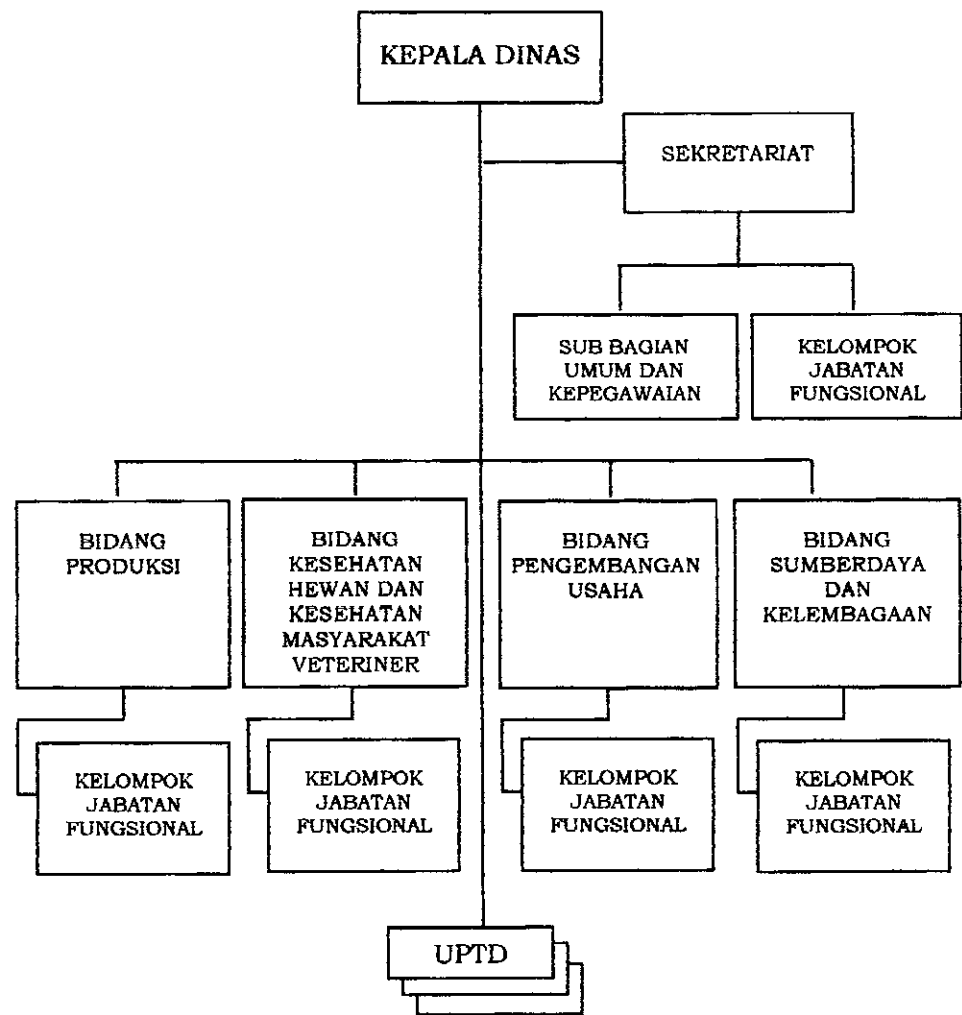 KEPALA DINAS
SEKRETARIAT
SUB BAGIAN
UMUM DAN
KEPEGAWAIAN
KELOMPOK
JABATAN
FUNGSIONAL
BIDANG
PRODUKSI
BIDANG
KESEHATAN
HEWAN DAN
KESEHATAN
MASYARAKAT
VETERINER
BIDANG
PENGEMBANGAN
USAHA
BIDANG
SUMBERDAYA
DAN
KELEMBAGAAN
KELOMPOK
JABATAN
FUNGSIONAL
KELOMPOK
JABATAN
FUNGSIONAL
KELOMPOK
JABATAN
FUNGSIONAL
KELOMPOK
JABATAN
FUNGSIONAL
UPTD